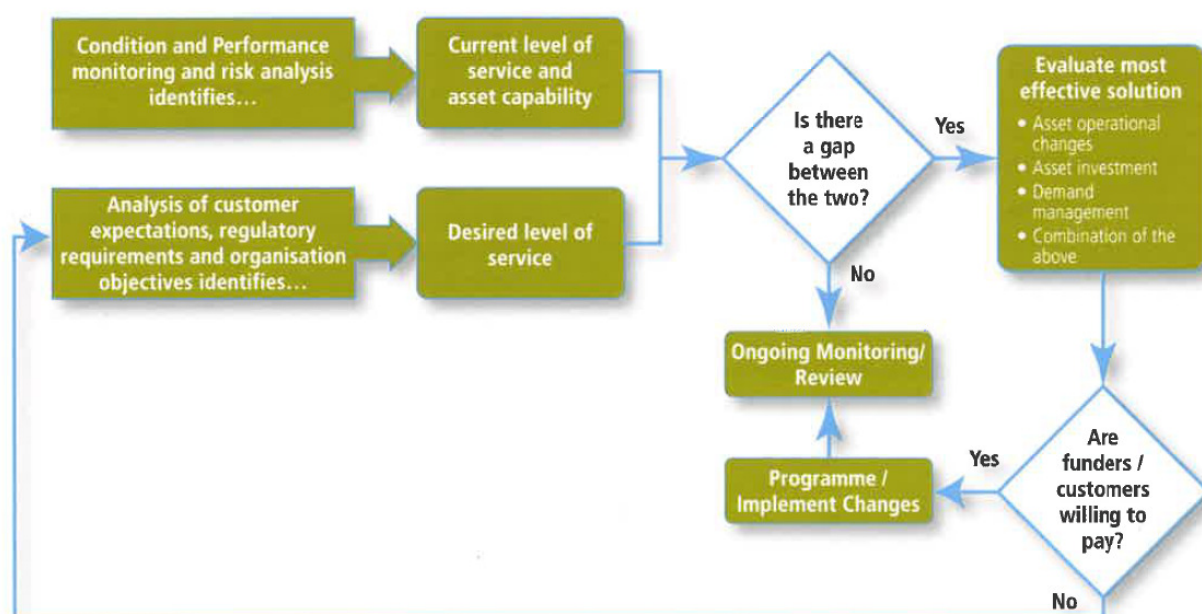 Condition and Performance
monitoring and risk analysis
identifies...
Current level of
service and
asset capability
Is there
a gap
between
the two?
Yes
Evaluate most
effective solution
• Asset operational
changes
• Asset investment
• Demand
management
• Combination of the
above
Analysis of customer
expectations, regulatory
requirements and organisation
objectives identifies...
Desired level of
service
No
Ongoing Monitoring/
Review
Programme /
Implement Changes
Yes
Are
funders /
customers
willing to
pay?
No